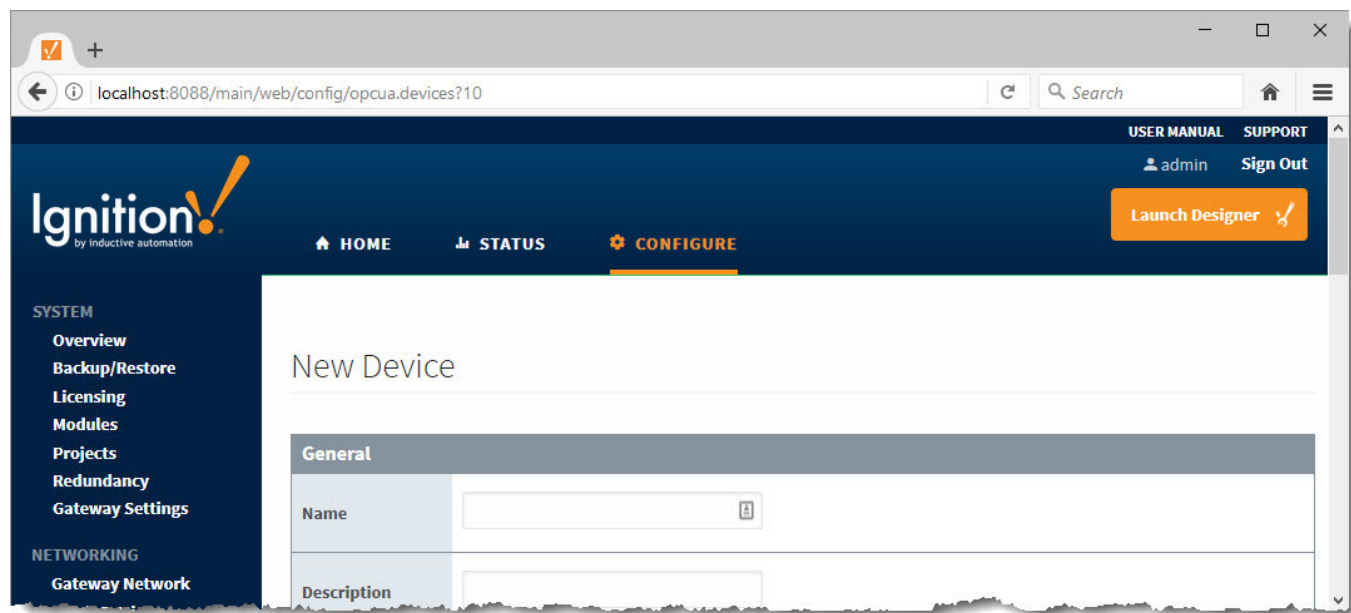 localhost:8088/main/web/config/opcua.devices?10
Search
USER MANUAL SUPPORT
admin Sign Out
Launch Designer
Ignition!
by inductive automation
HOME STATUS CONFIGURE
SYSTEM
Overview
Backup/Restore
Licensing
Modules
Projects
Redundancy
Gateway Settings
NETWORKING
Gateway Network
New Device
General
Name
Description